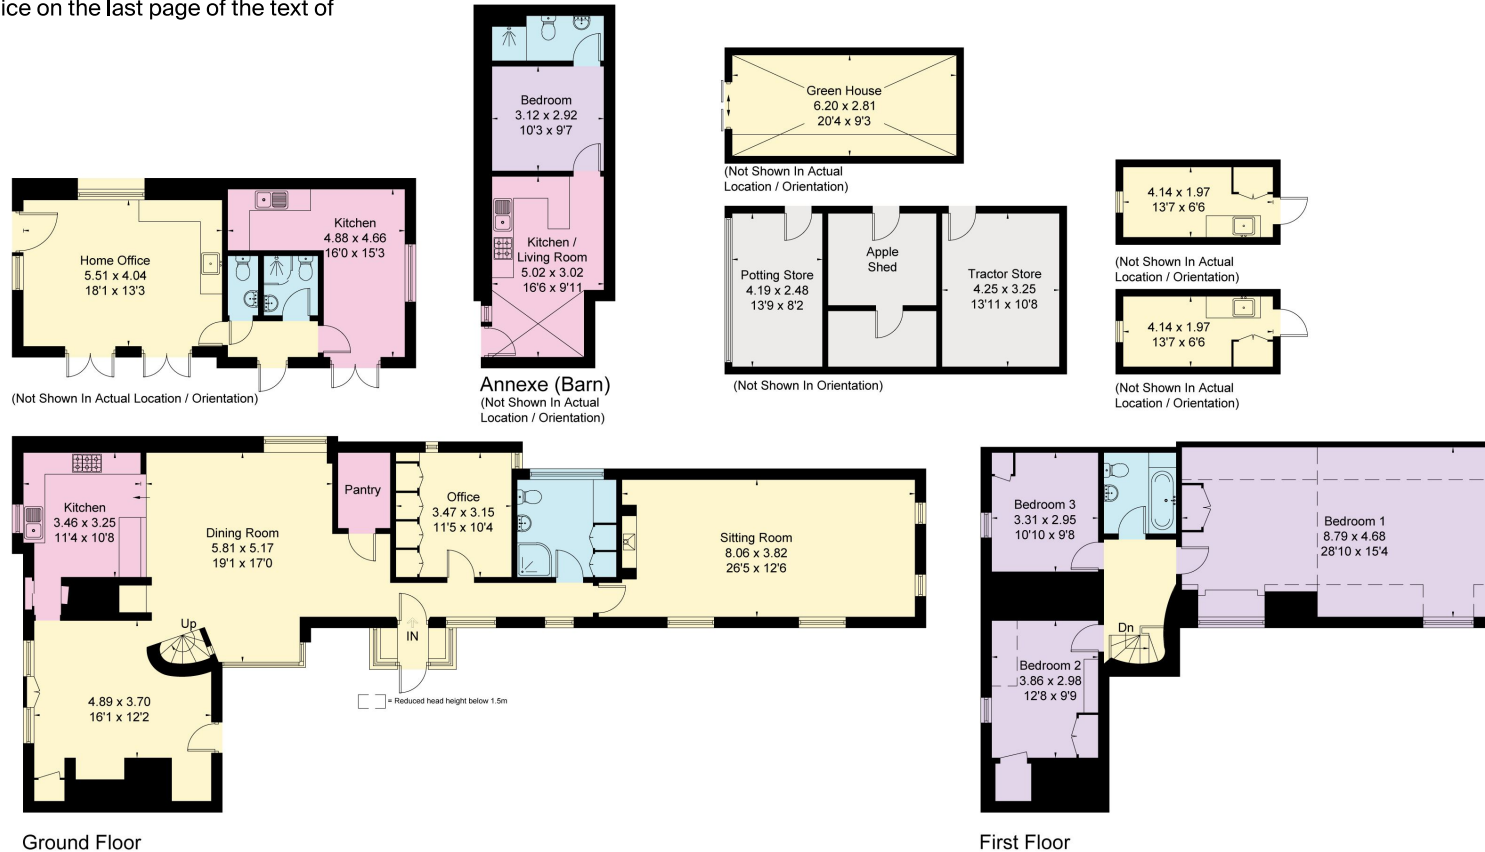 ice on the last page of the text of
Bedroom
3.12 x 2.92
10'3 x 9'7
Kitchen /
Living Room
5.02 x 3.02
16'6 x 9'11
Annexe (Barn)
(Not Shown In Actual
Location / Orientation)
Green House
6.20 x 2.81
20'4 x 9'3
(Not Shown In Actual
Location / Orientation)
Home Office
5.51 x 4.04
18'1 x 13'3
Kitchen
4.88 x 4.66
16'0 x 15'3
(Not Shown In Actual Location / Orientation)
Potting Store
4.19 x 2.48
13'9 x 8'2
Apple
Shed
Tractor Store
4.25 x 3.25
13'11 x 10'8
(Not Shown In Orientation)
4.14 x 1.97
13'7 x 6'6
(Not Shown In Actual
Location / Orientation)
4.14 x 1.97
13'7 x 6'6
(Not Shown In Actual
Location / Orientation)
Kitchen
3.46 x 3.25
11'4 x 10'8
Dining Room
5.81 x 5.17
19'1 x 17'0
Pantry
Office
3.47 x 3.15
11'5 x 10'4
Sitting Room
8.06 x 3.82
26'5 x 12'6
Up
IN
4.89 x 3.70
16'1 x 12'2
= Reduced head height below 1.5m
Ground Floor
Bedroom 3
3.31 x 2.95
10'10 x 9'8
Bedroom 1
8.79 x 4.68
28'10 x 15'4
Dn
Bedroom 2
3.86 x 2.98
12'8 x 9'9
First Floor